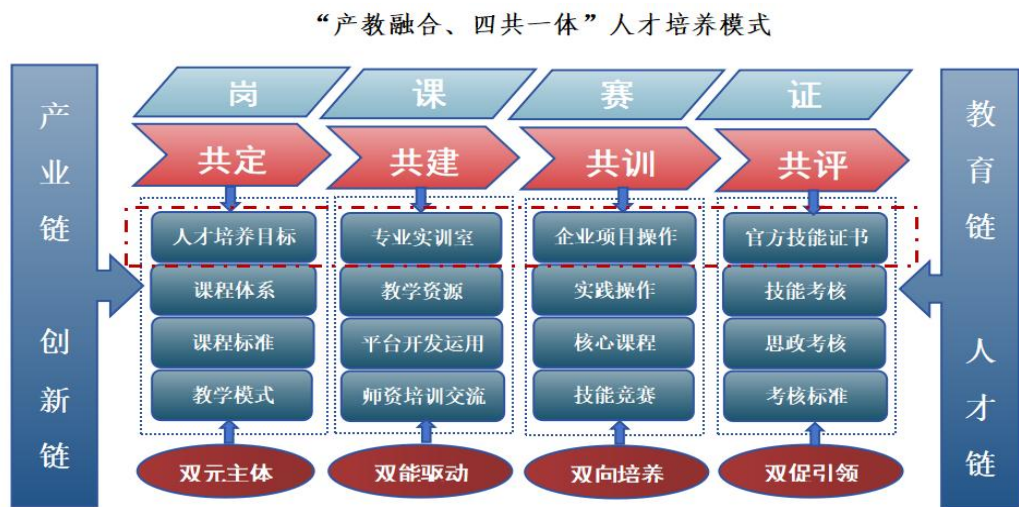 “产教融合、四共一体”人才培养模式
产业链 创新链
岗 课 赛 证
共定 共建 共训 共评
人才培养目标 专业实训室 企业项目操作 官方技能证书
课程体系 教学资源 实践操作 技能考核
课程标准 平台开发运用 核心课程 思政考核
教学模式 师资培训交流 技能竞赛 考核标准
双元主体 双能驱动 双向培养 双促引领
教育链 人才链